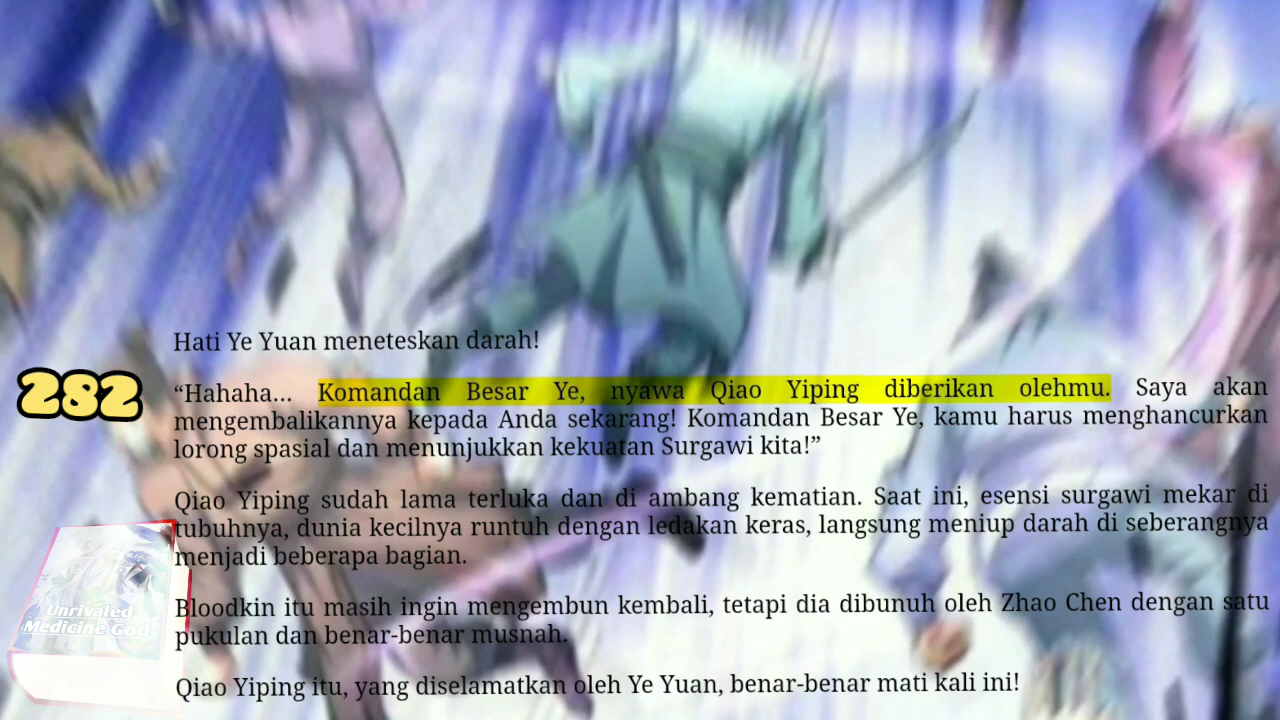 Hati Ye Yuan meneteskan darah!
282
“Hahaha... Komandan Besar Ye, nyawa Qiao Yiping diberikan olehmu. Saya akan
mengembalikannya kepada Anda sekarang! Komandan Besar Ye, kamu harus menghancurkan
lorong spasial dan menunjukkan kekuatan Surgawi kita!”
Qiao Yiping sudah lama terluka dan di ambang kematian. Saat ini, esensi surgawi mekar di
tubuhnya, dunia kecilnya runtuh dengan ledakan keras, langsung meniup darah di seberangnya
menjadi beberapa bagian.
Unrivaled
Medicine God
Bloodkin itu masih ingin mengembun kembali, tetapi dia dibunuh oleh Zhao Chen dengan satu
pukulan dan benar-benar musnah.
Qiao Yiping itu, yang diselamatkan oleh Ye Yuan, benar-benar mati kali ini!